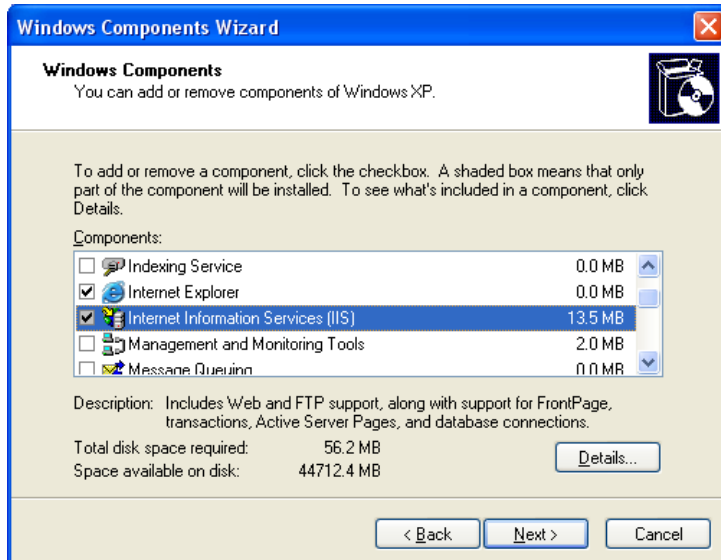 Windows Components Wizard
Windows Components
You can add or remove components of Windows XP.
To add or remove a component, click the checkbox. A shaded box means that only
part of the component will be installed. To see what's included in a component, click
Details.
Components:
Indexing Service 0.0 MB
Internet Explorer 0.0 MB
Internet Information Services (IIS) 13.5 MB
Management and Monitoring Tools 2.0 MB
Message Queuing 0.0 MB
Description: Includes Web and FTP support, along with support for FrontPage,
transactions, Active Server Pages, and database connections.
Total disk space required: 56.2 MB
Space available on disk: 44712.4 MB
Details...
< Back Next > Cancel